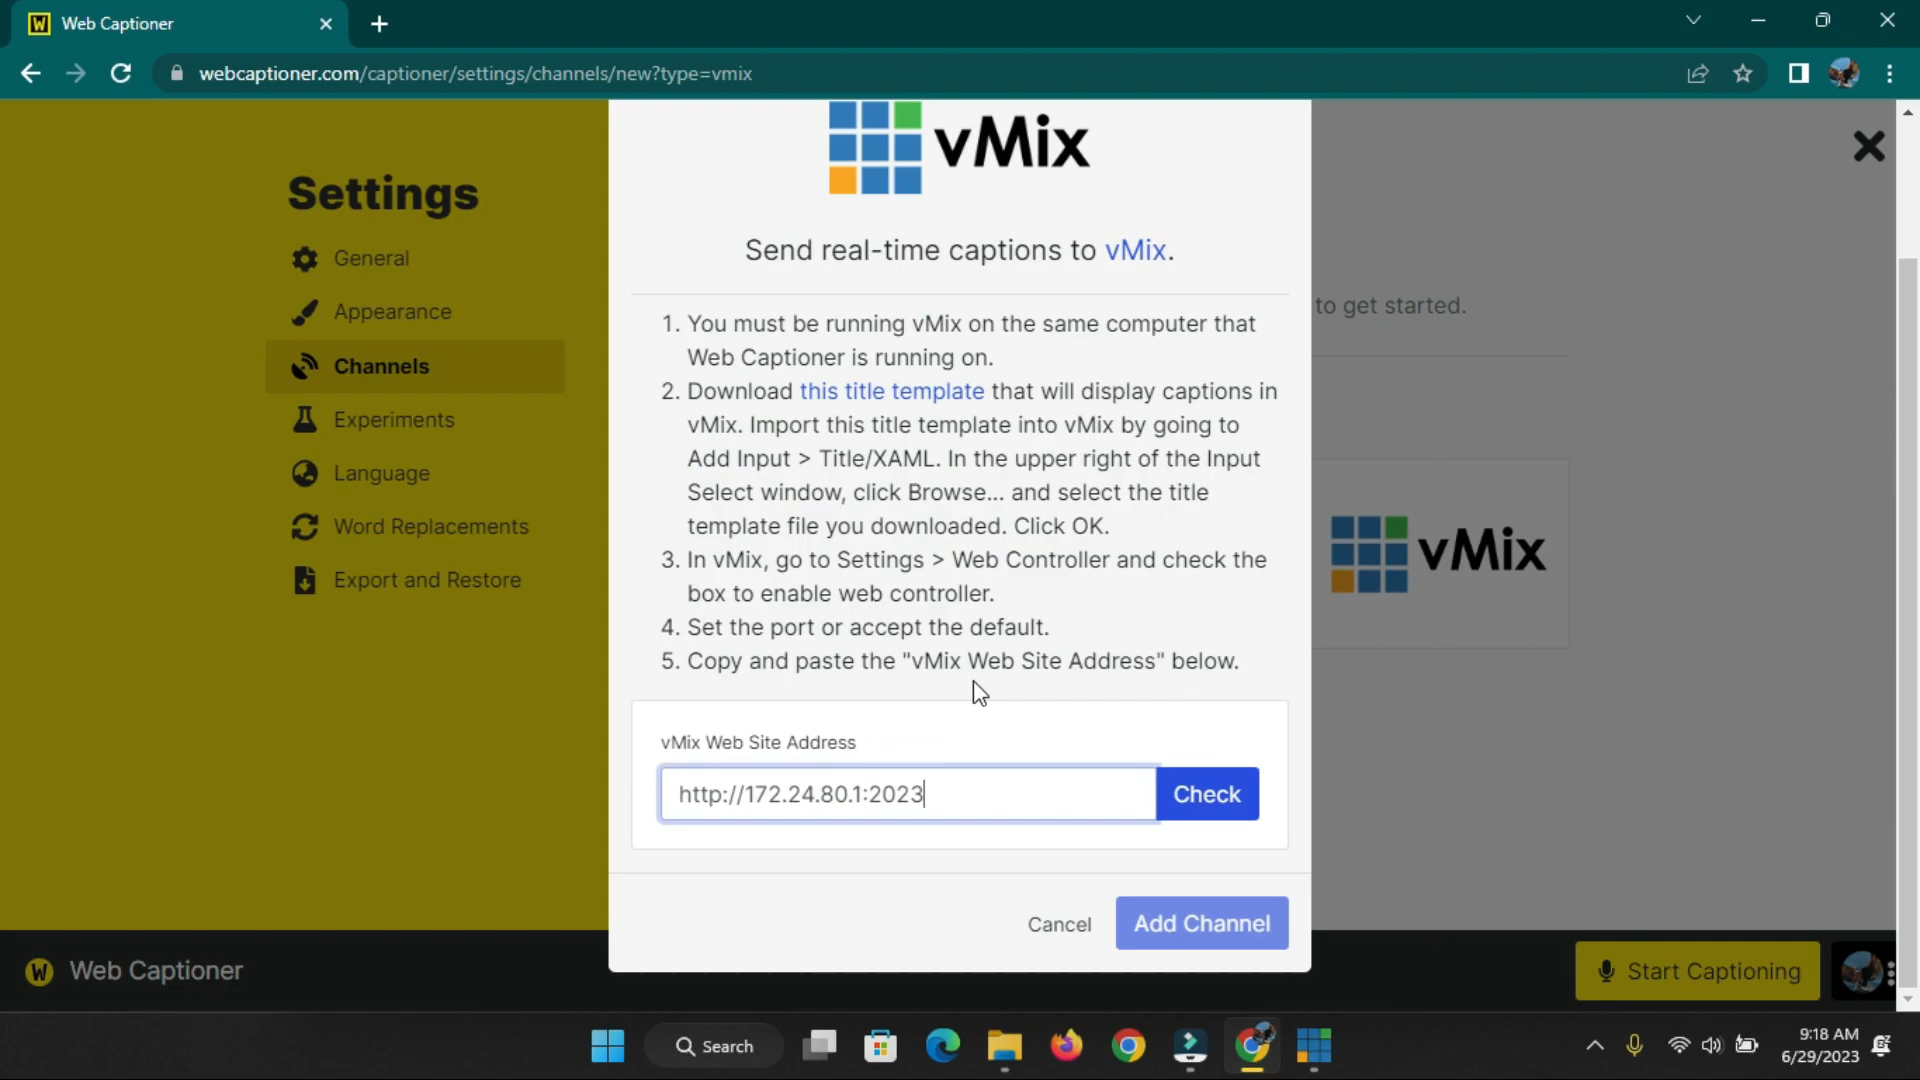 W Web Captioner
webcaptioner.com/captioner/settings/channels/new?type=vmix
vMix
Settings
General
Appearance
Channels
Experiments
Language
Word Replacements
Export and Restore
Send real-time captions to vMix.
1. You must be running vMix on the same computer that
Web Captioner is running on.
2. Download this title template that will display captions in
vMix. Import this title template into vMix by going to
Add Input > Title/XAML. In the upper right of the Input
Select window, click Browse... and select the title
template file you downloaded. Click OK.
3. In vMix, go to Settings > Web Controller and check the
box to enable web controller.
4. Set the port or accept the default.
5. Copy and paste the "vMix Web Site Address" below.
vMix Web Site Address
http://172.24.80.1:2023
Check
Cancel
Add Channel
to get started.
vMix
W Web Captioner
Start Captioning
Search
9:18 AM
6/29/2023